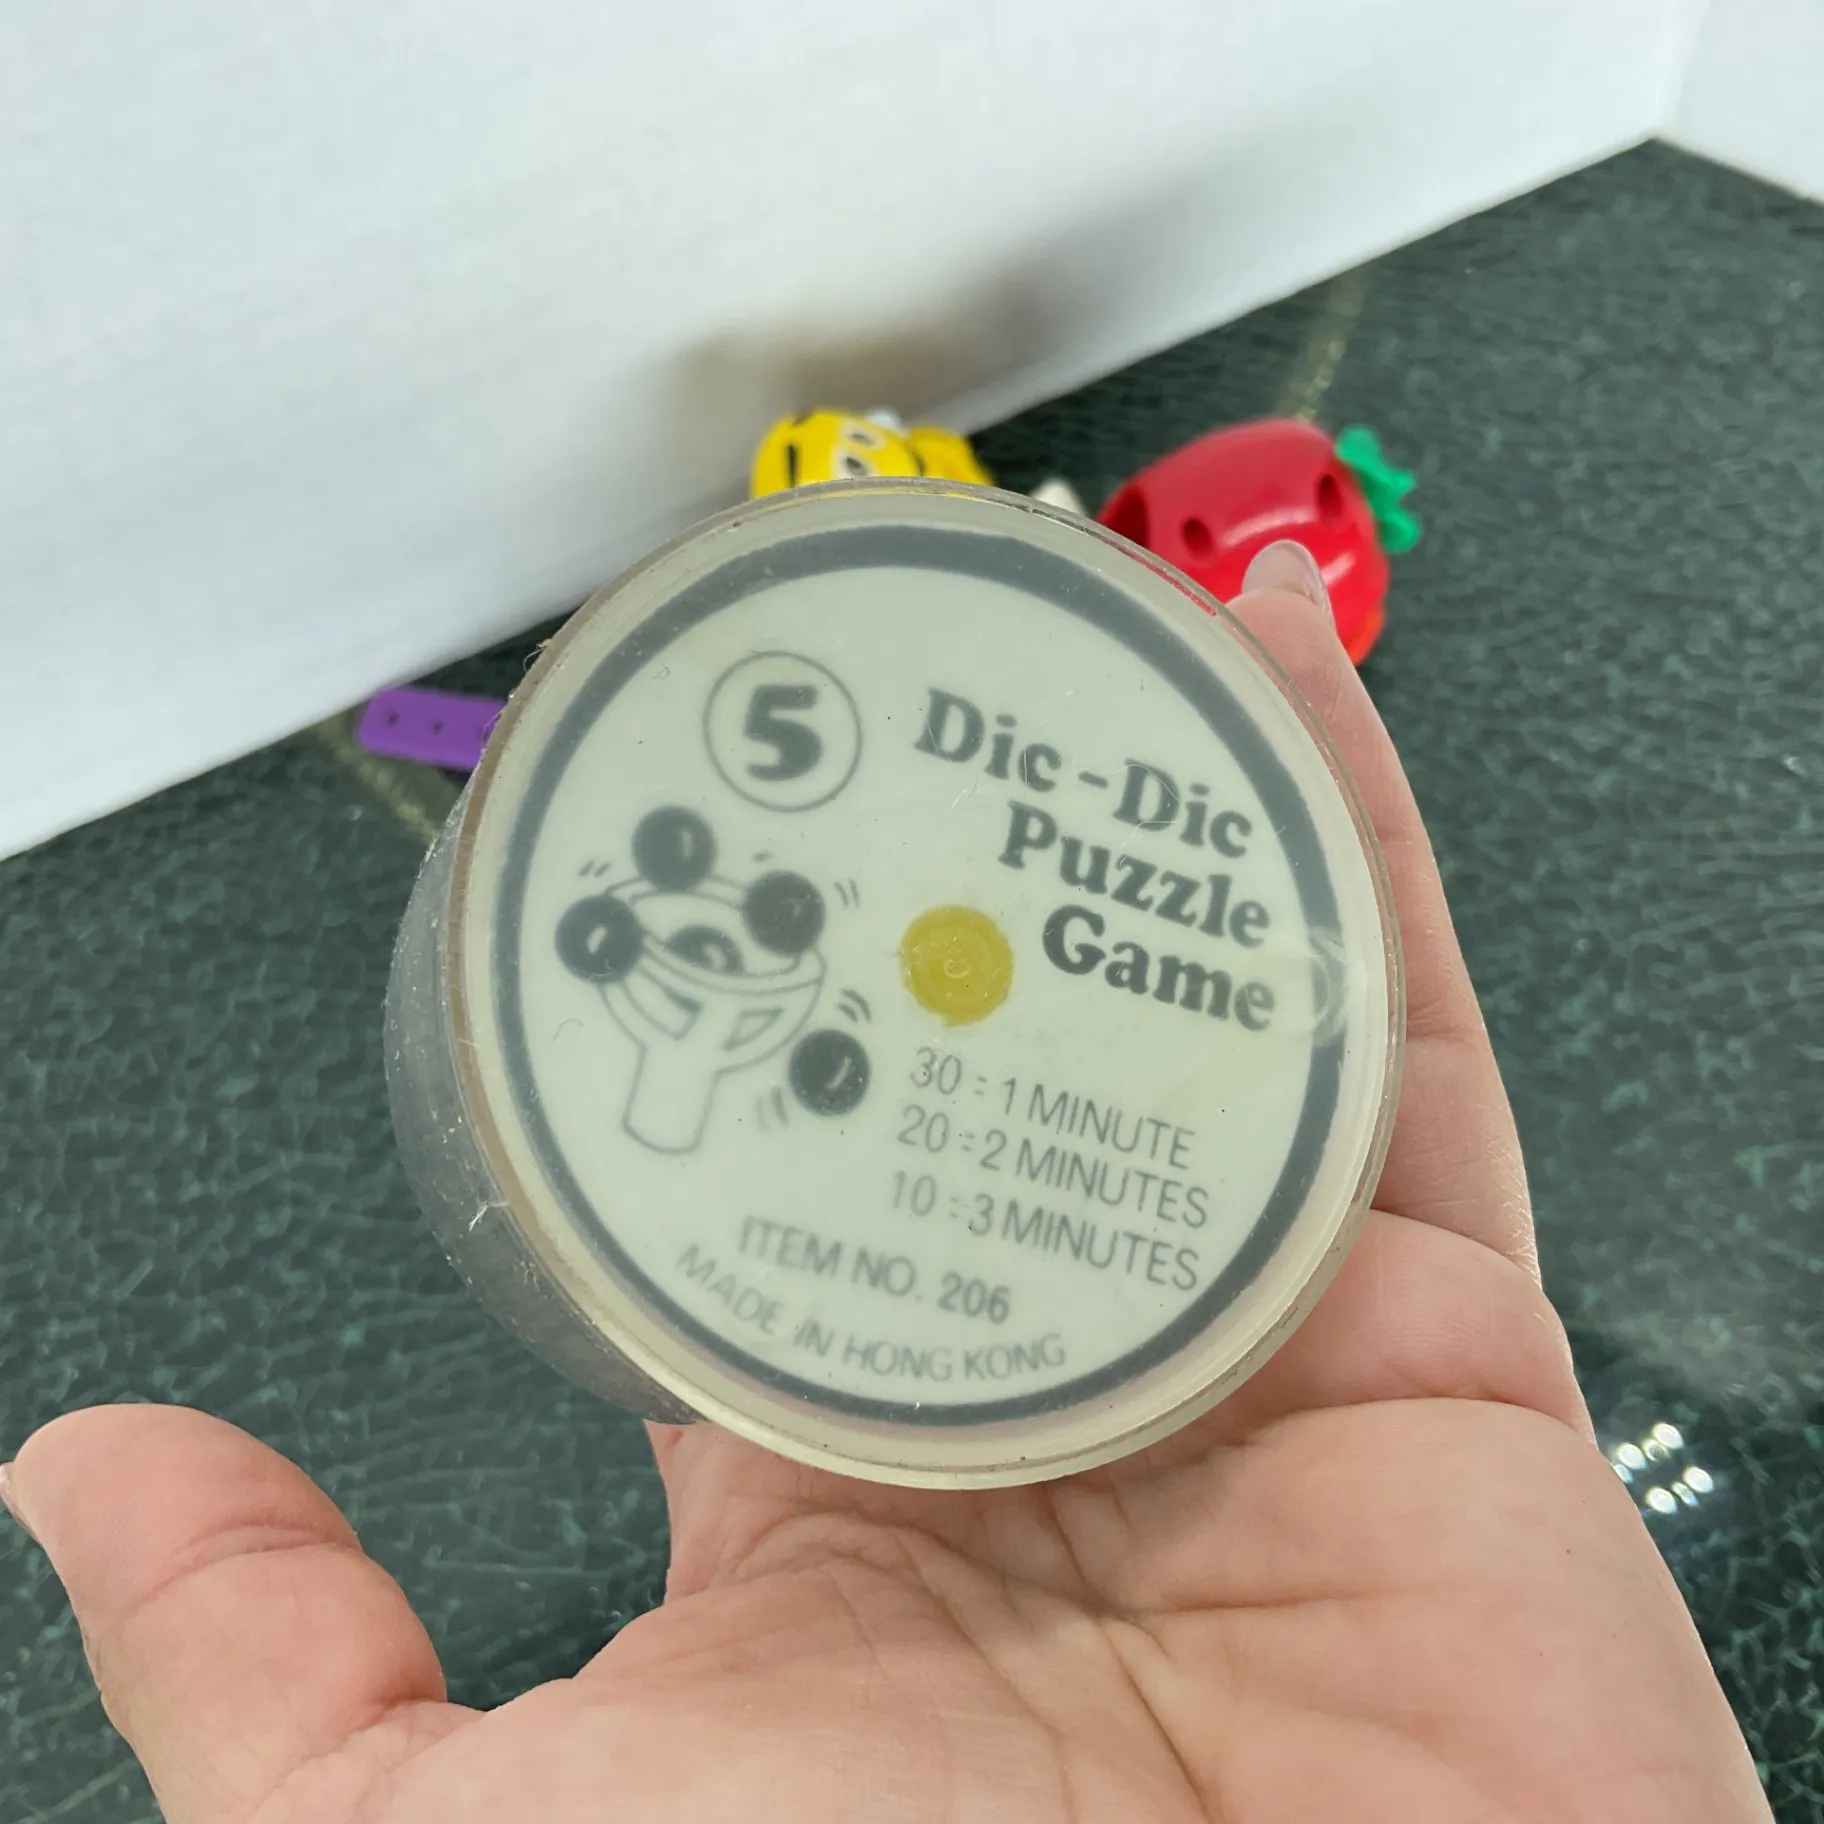 5
Dic-Dic
Puzzle
Game
30 = 1 MINUTE
20 = 2 MINUTES
10 = 3 MINUTES
ITEM NO. 206
MADE IN HONG KONG